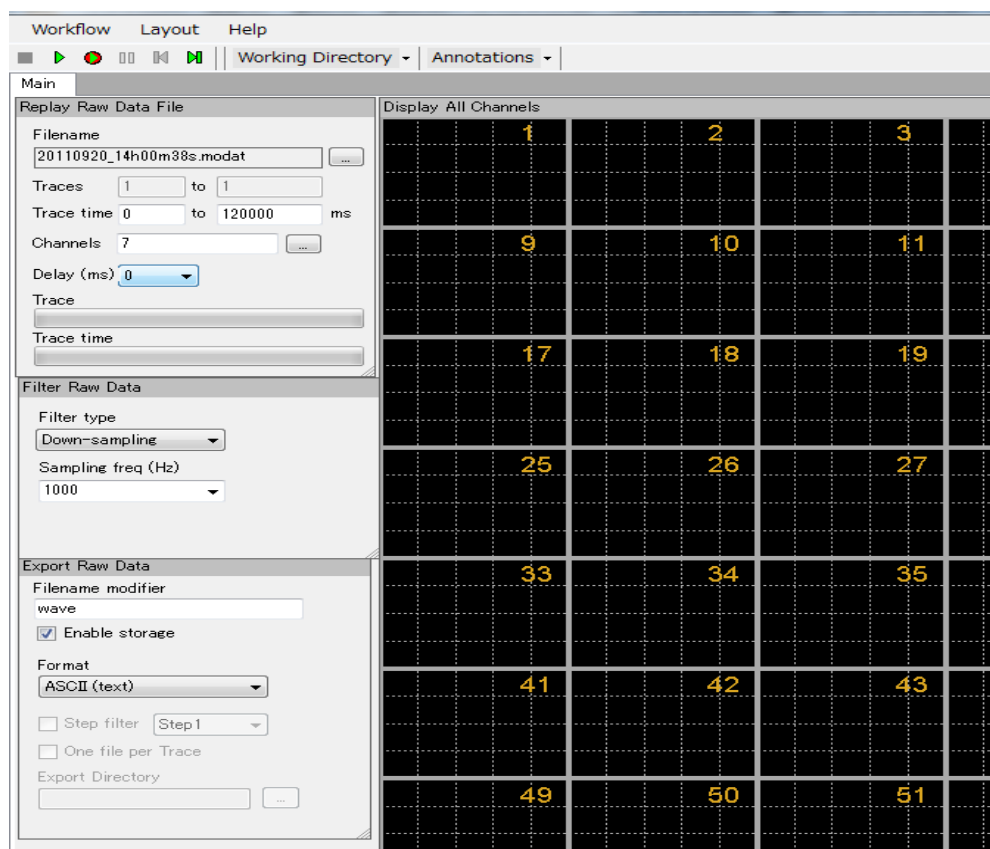 Workflow Layout Help
Working Directory Annotations
Main
Replay Raw Data File
Filename
20110920_14h00m38s.modat
...
Traces 1 to 1
Trace time 0 to 120000 ms
Channels 7 ...
Delay (ms) 0
Trace
Trace time
Filter Raw Data
Filter type
Down-sampling
Sampling freq (Hz)
1000
Export Raw Data
Filename modifier
wave
Enable storage
Format
ASCII (text)
Step filter Step1
One file per Trace
Export Directory
...
Display All Channels
1 2 3
9 10 11
17 18 19
25 26 27
33 34 35
41 42 43
49 50 51